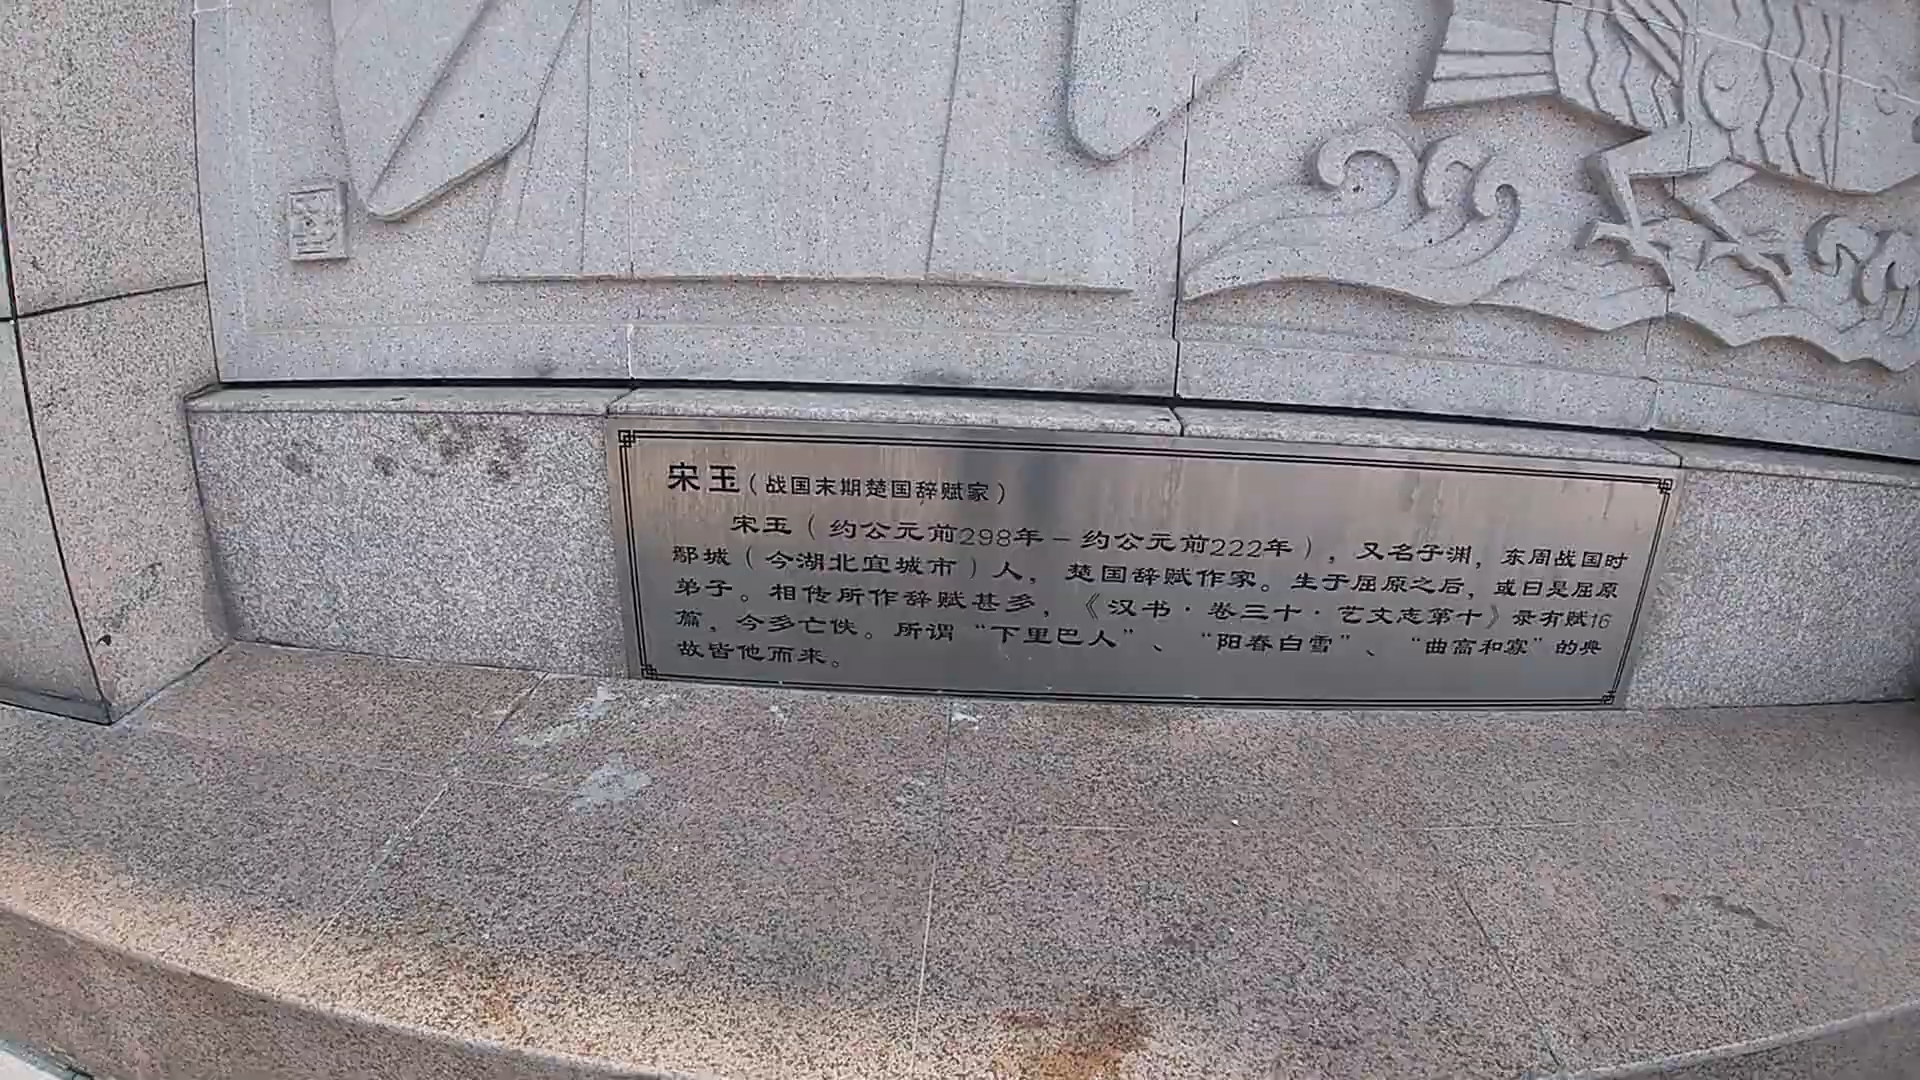 宋玉（战国末期楚国辞赋家）
宋玉（约公元前298年－约公元前222年），又名子渊，东周战国时
鄢城（今湖北宜城市）人，楚国辞赋作家。生于屈原之后，或曰是屈原
弟子。相传所作辞赋甚多，《汉书·卷三十·艺文志第十》录有赋16
篇，今多亡佚。所谓“下里巴人”、“阳春白雪”、“曲高和寡”的典
故皆他而来。